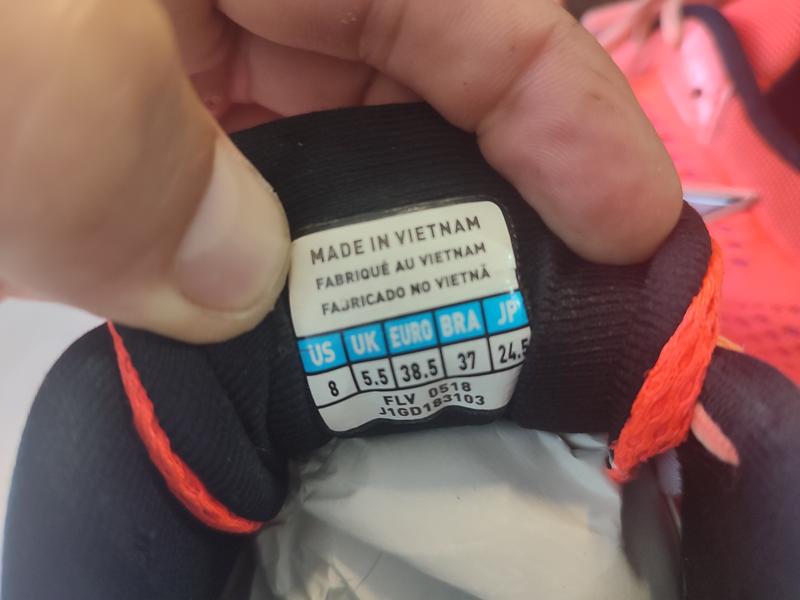 MADE IN VIETNAM
FABRIQUÉ AU VIETNAM
FABRICADO NO VIETNÃ
US UK EURO BRA JP
8 5.5 38.5 37 24.5
FLV 0518
J1GD183103